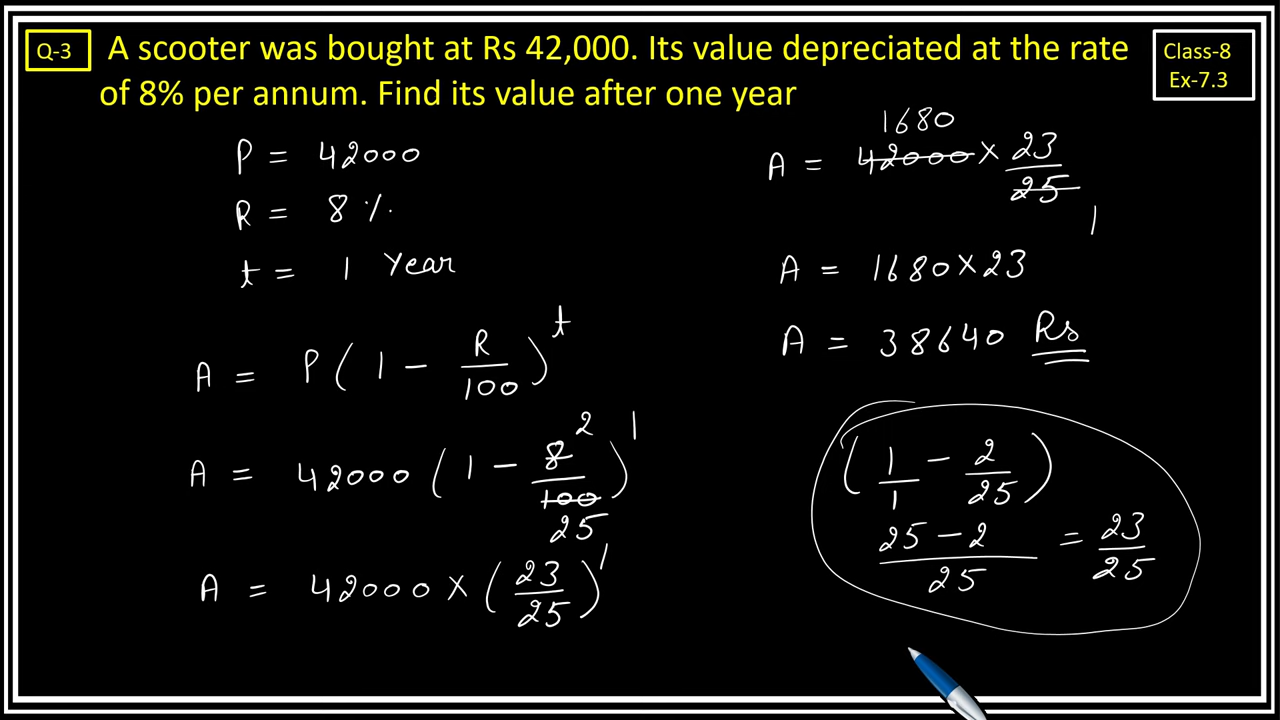 Q-3 A scooter was bought at Rs 42,000. Its value depreciated at the rate
of 8% per annum. Find its value after one year
Class-8
Ex-7.3
P = 42000
R = 8 %
t = 1 Year
A = P ( 1 - R/100 )^t
A = 42000 ( 1 - 8/100 )^1
2
25
A = 42000 × ( 23/25 )^1
1680
A = 42000 × 23/25
1
A = 1680 × 23
A = 38640 Rs
( 1/1 - 2/25 )
25 - 2/25 = 23/25